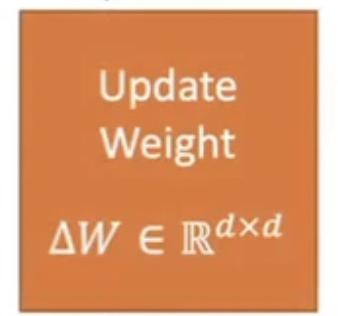 Update
Weight
ΔW ∈ ℝ^{d×d}